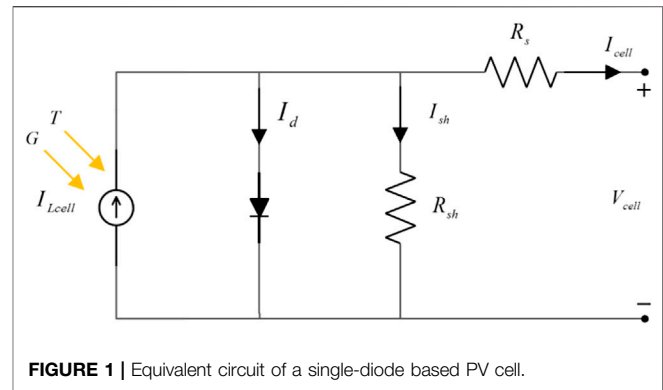 R_s
I_cell
+
T
G
I_d
I_sh
I_Lcell
R_sh
V_cell
−
FIGURE 1 | Equivalent circuit of a single-diode based PV cell.